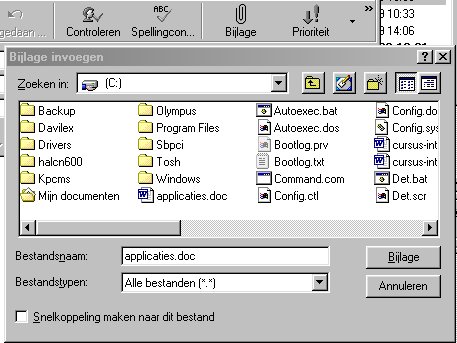 9 10:33
9 14:06
gedaan ... Controleren Spellingcon... Bijlage Prioriteit »
ABC
Bijlage invoegen
Zoeken in: (C:)
Backup Olympus Autoexec.bat Config.do
Davilex Program Files Autoexec.dos Config.sys
Drivers Sbpci Bootlog.prv cursus-int
halcn600 Tosh Bootlog.txt cursus-int
Kpcms Windows Command.com Det.bat
Mijn documenten applicaties.doc Config.ctl Det.scr
Bestandsnaam: applicaties.doc Bijlage
Bestandstypen: Alle bestanden (*.*) Annuleren
Snelkoppeling maken naar dit bestand